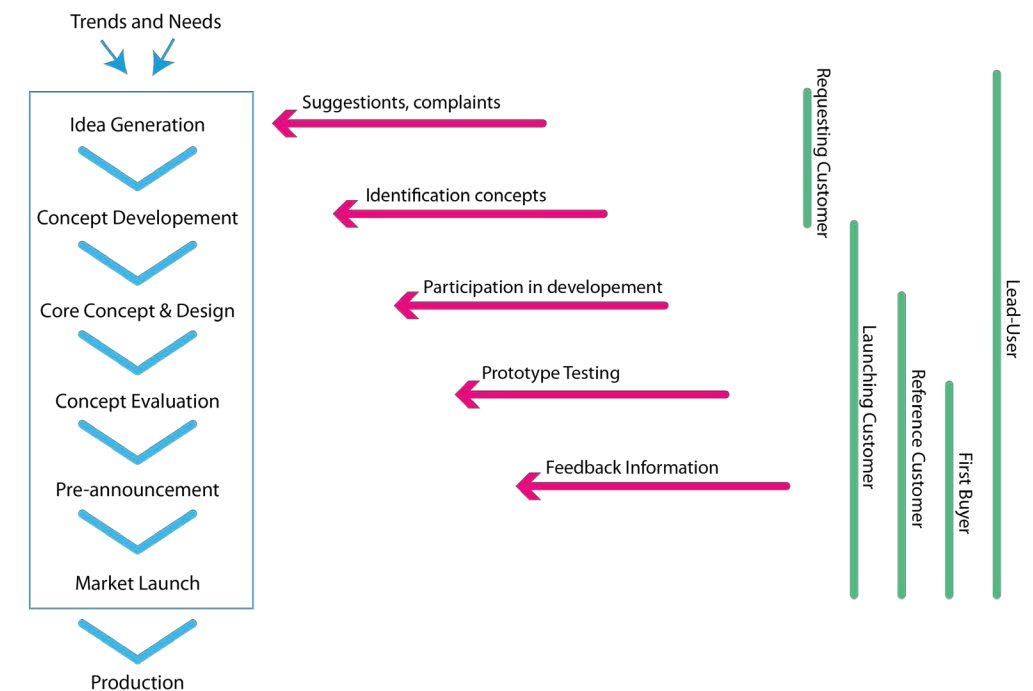 Trends and Needs
Idea Generation
Concept Developement
Core Concept & Design
Concept Evaluation
Pre-announcement
Market Launch
Production
Suggestionts, complaints
Identification concepts
Participation in developement
Prototype Testing
Feedback Information
Requesting Customer
Launching Customer
Reference Customer
First Buyer
Lead-User